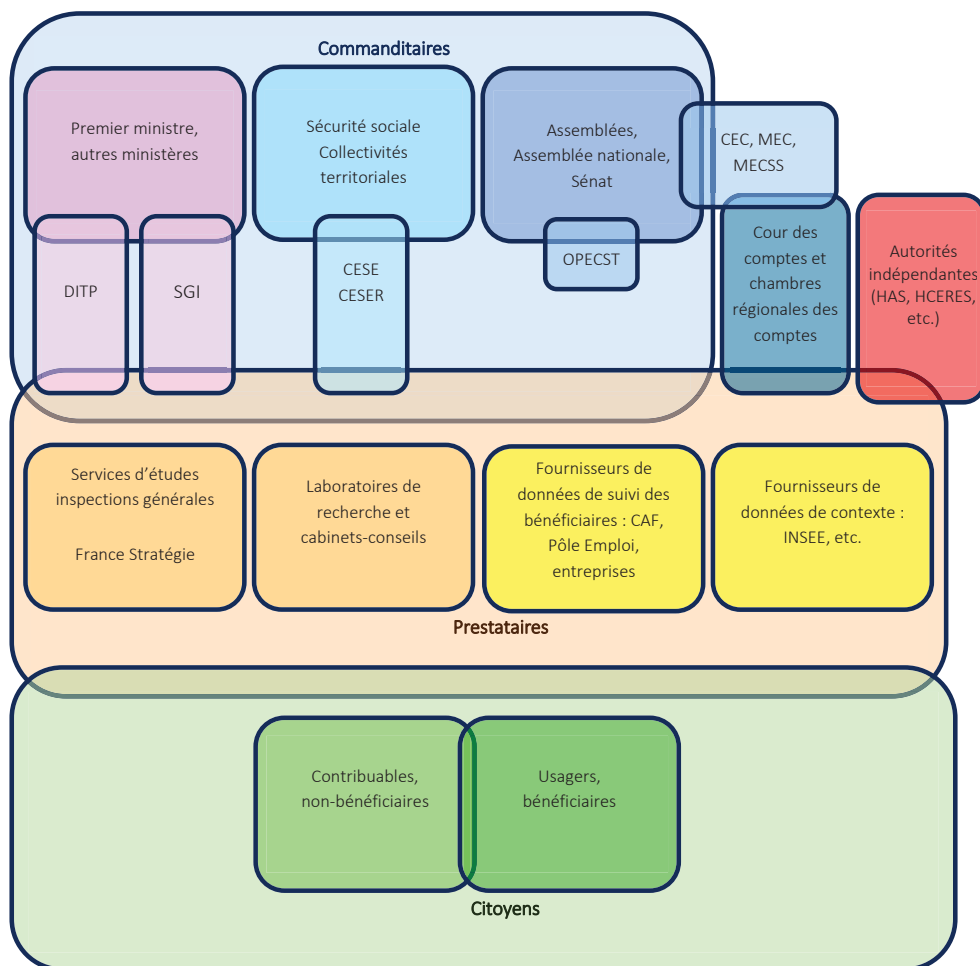 Commanditaires
Premier ministre,
autres ministères
Sécurité sociale
Collectivités
territoriales
Assemblées,
Assemblée nationale,
Sénat
CEC, MEC,
MECSS
DITP
SGI
CESE
CESER
OPECST
Cour des
comptes et
chambres
régionales des
comptes
Autorités
indépendantes
(HAS, HCERES,
etc.)
Services d’études
inspections générales
France Stratégie
Laboratoires de
recherche et
cabinets-conseils
Fournisseurs de
données de suivi des
bénéficiaires : CAF,
Pôle Emploi,
entreprises
Fournisseurs de
données de contexte :
INSEE, etc.
Prestataires
Contribuables,
non-bénéficiaires
Usagers,
bénéficiaires
Citoyens